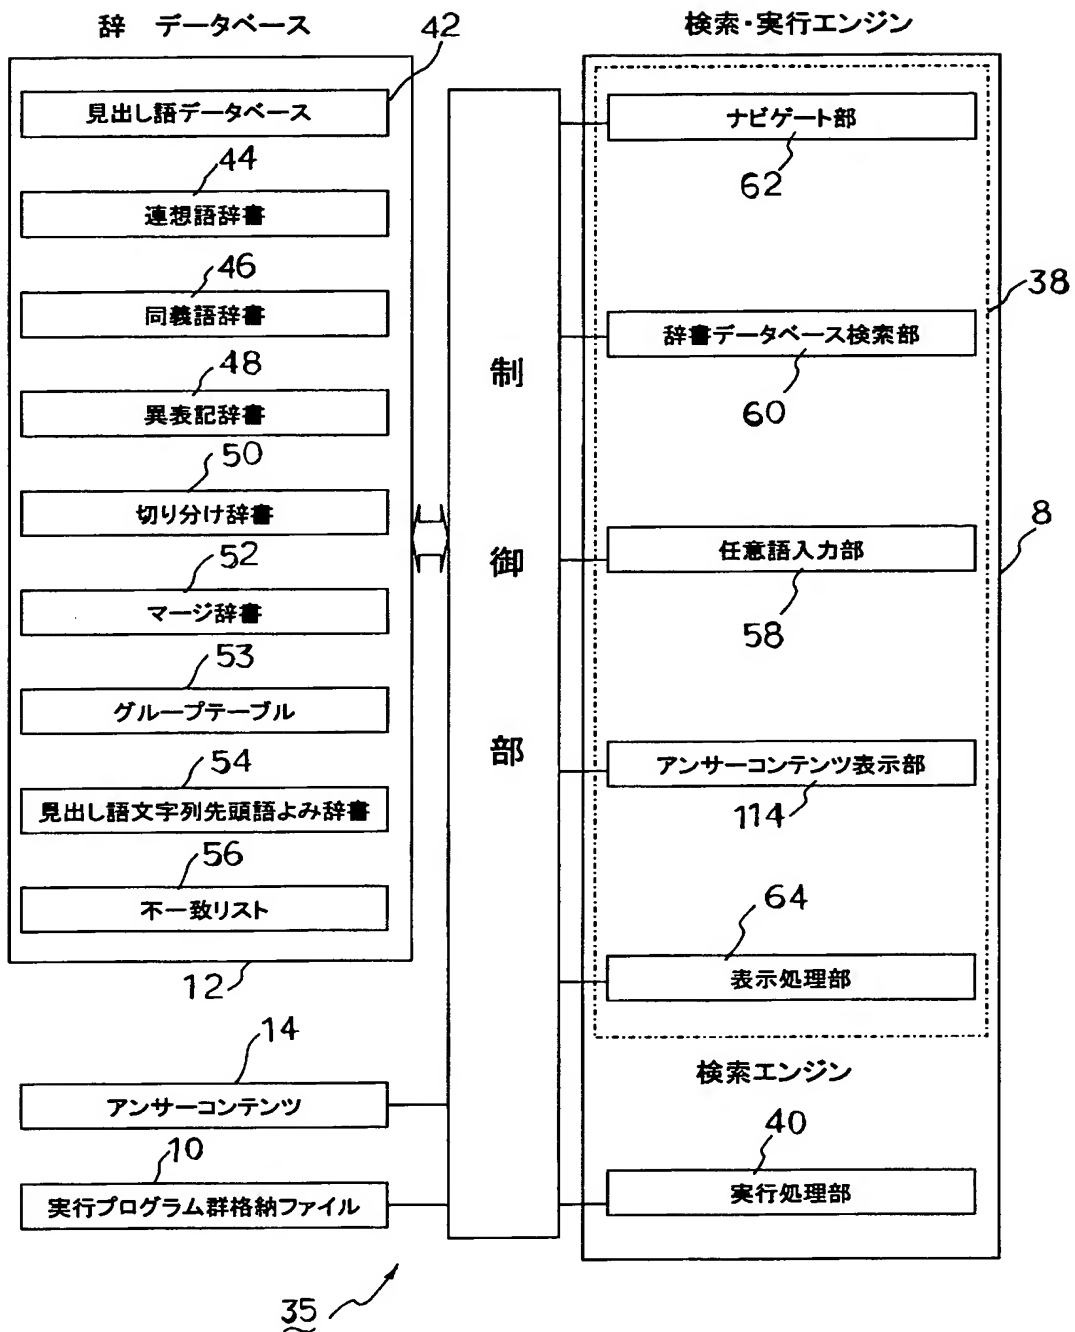 辞 データベース
42
見出し語データベース
44
連想語辞書
46
同義語辞書
48
異表記辞書
50
切り分け辞書
52
マージ辞書
53
グループテーブル
54
見出し語文字列先頭語よみ辞書
56
不一致リスト
12
14
アンサーコンテンツ
10
実行プログラム群格納ファイル
35
制御部
検索・実行エンジン
ナビゲート部
62
38
辞書データベース検索部
60
8
任意語入力部
58
アンサーコンテンツ表示部
114
64
表示処理部
検索エンジン
40
実行処理部